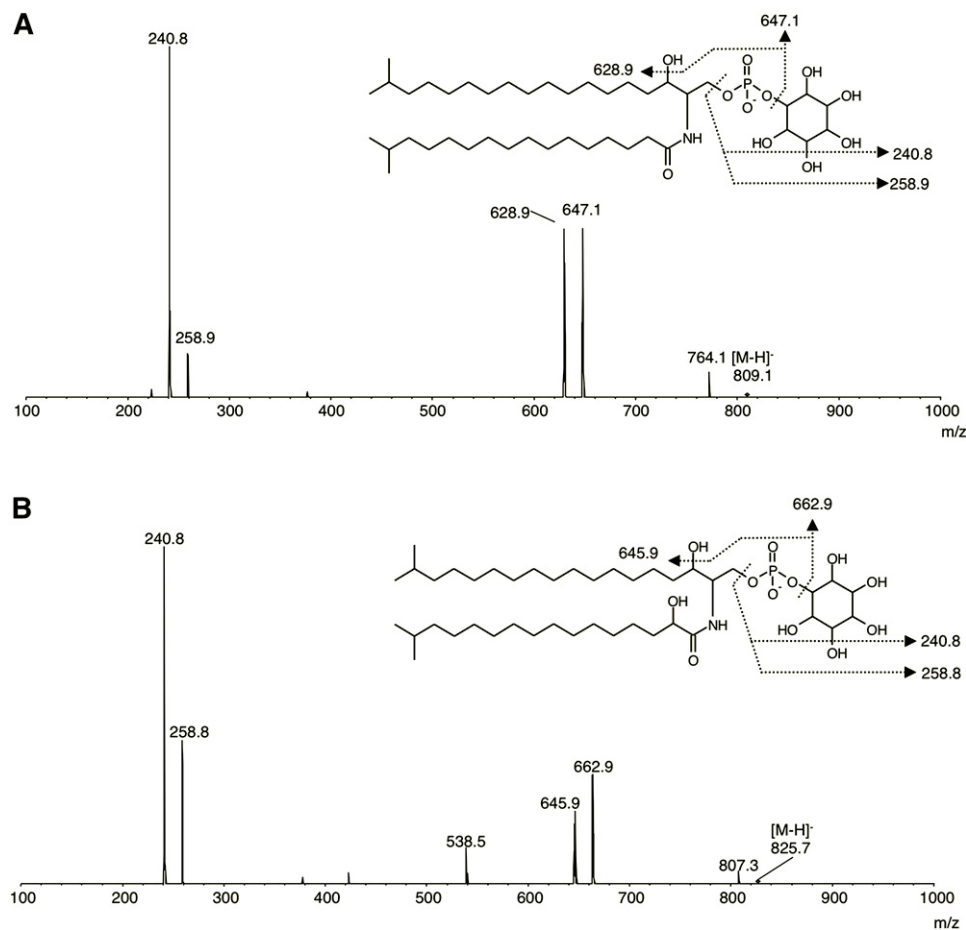 A
240.8
647.1
628.9
OH
O
P
O
O
O-
OH
OH
HO
OH
OH
NH
O
240.8
258.9
628.9
647.1
258.9
764.1
[M-H]-
809.1
100 200 300 400 500 600 700 800 900 1000
m/z
B
240.8
662.9
645.9
OH
O
P
O
O
O-
OH
OH
OH
HO
OH
OH
NH
O
240.8
258.8
258.8
662.9
645.9
538.5
[M-H]-
825.7
807.3
100 200 300 400 500 600 700 800 900 1000
m/z